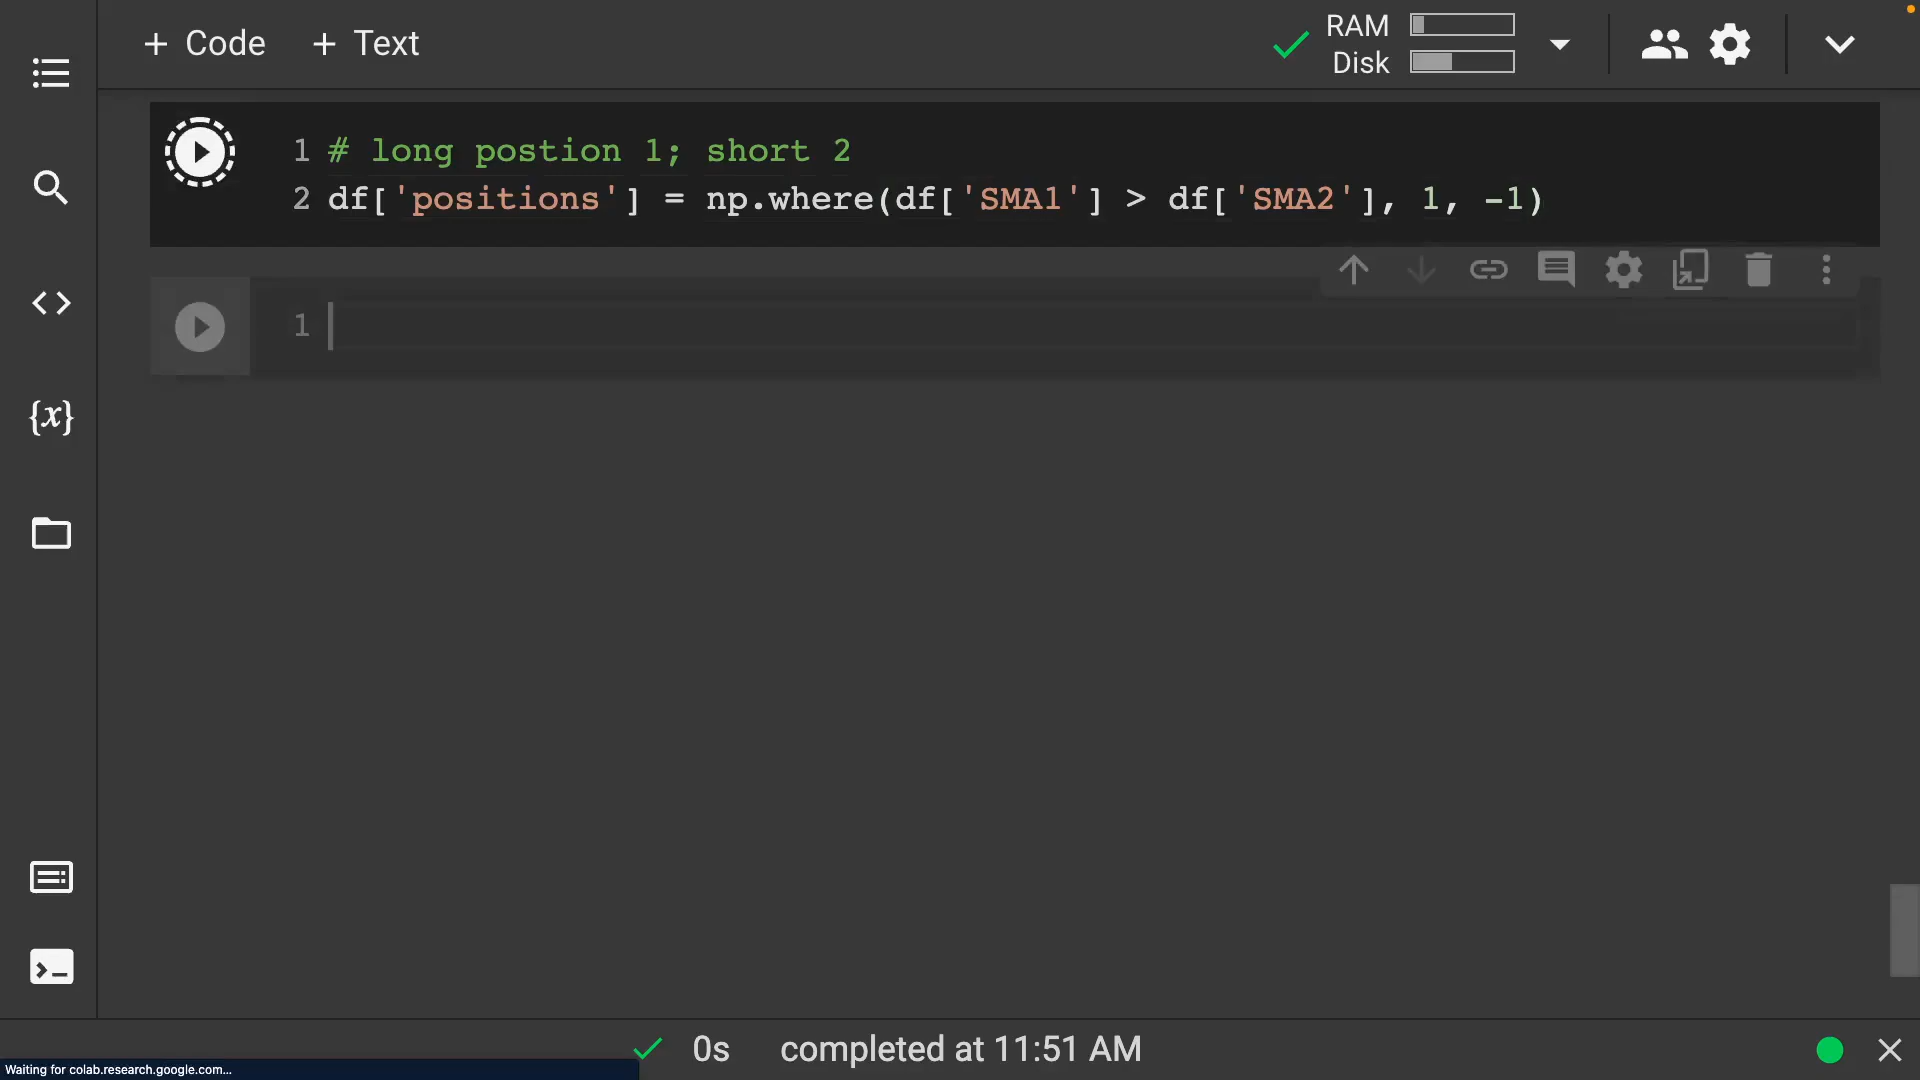 + Code + Text
RAM
Disk
1 # long postion 1; short 2
2 df['positions'] = np.where(df['SMA1'] > df['SMA2'], 1, -1)
1
{x}
0s completed at 11:51 AM
Waiting for colab.research.google.com...